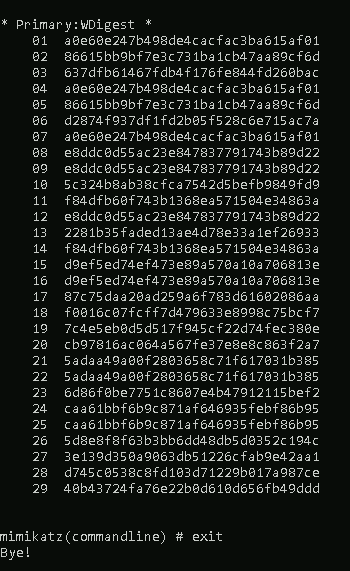 * Primary:WDigest *
01 a0e60e247b498de4cacfac3ba615af01
02 86615bb9bf7e3c731ba1cb47aa89cf6d
03 637dfb61467fdb4f176fe844fd260bac
04 a0e60e247b498de4cacfac3ba615af01
05 86615bb9bf7e3c731ba1cb47aa89cf6d
06 d2874f937df1fd2b05f528c6e715ac7a
07 a0e60e247b498de4cacfac3ba615af01
08 e8ddc0d55ac23e847837791743b89d22
09 e8ddc0d55ac23e847837791743b89d22
10 5c324b8ab38cfca7542d5befb9849fd9
11 f84dfb60f743b1368ea571504e34863a
12 e8ddc0d55ac23e847837791743b89d22
13 2281b35faded13ae4d78e33a1ef26933
14 f84dfb60f743b1368ea571504e34863a
15 d9ef5ed74ef473e89a570a10a706813e
16 d9ef5ed74ef473e89a570a10a706813e
17 87c75daa20ad259a6f783d61602086aa
18 f0016c07fcff7d479633e8998c75bcf7
19 7c4e5eb0d5d517f945cf22d74fec380e
20 cb97816ac064a567fe37e8e8c863f2a7
21 5adaa49a00f2803658c71f617031b385
22 5adaa49a00f2803658c71f617031b385
23 6d86f0be7751c8607e4b47912115bef2
24 caa61bbf6b9c871af646935febf86b95
25 caa61bbf6b9c871af646935febf86b95
26 5d8e8f8f63b3bb6dd48db5d0352c194c
27 3e139d350a9063db51226cfab9e42aa1
28 d745c0538c8fd103d71229b017a987ce
29 40b43724fa76e22b0d610d656fb49ddd
mimikatz(commandline) # exit
Bye!